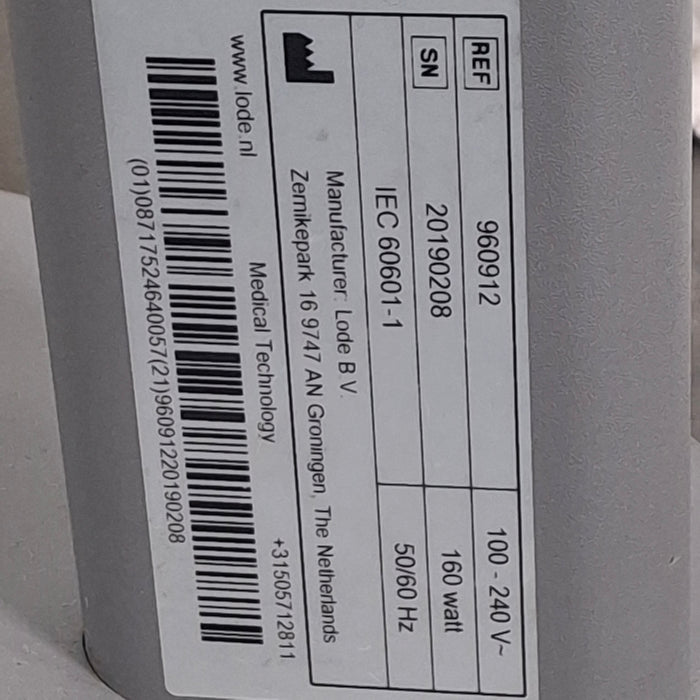 REF 960912 100 - 240 V~
SN 20190208 160 watt
IEC 60601-1 50/60 Hz
Manufacturer: Lode B.V.
Zernikepark 16 9747 AN Groningen, The Netherlands
www.lode.nl Medical Technology +31505712811
(01)08717524640057(21)96091220190208